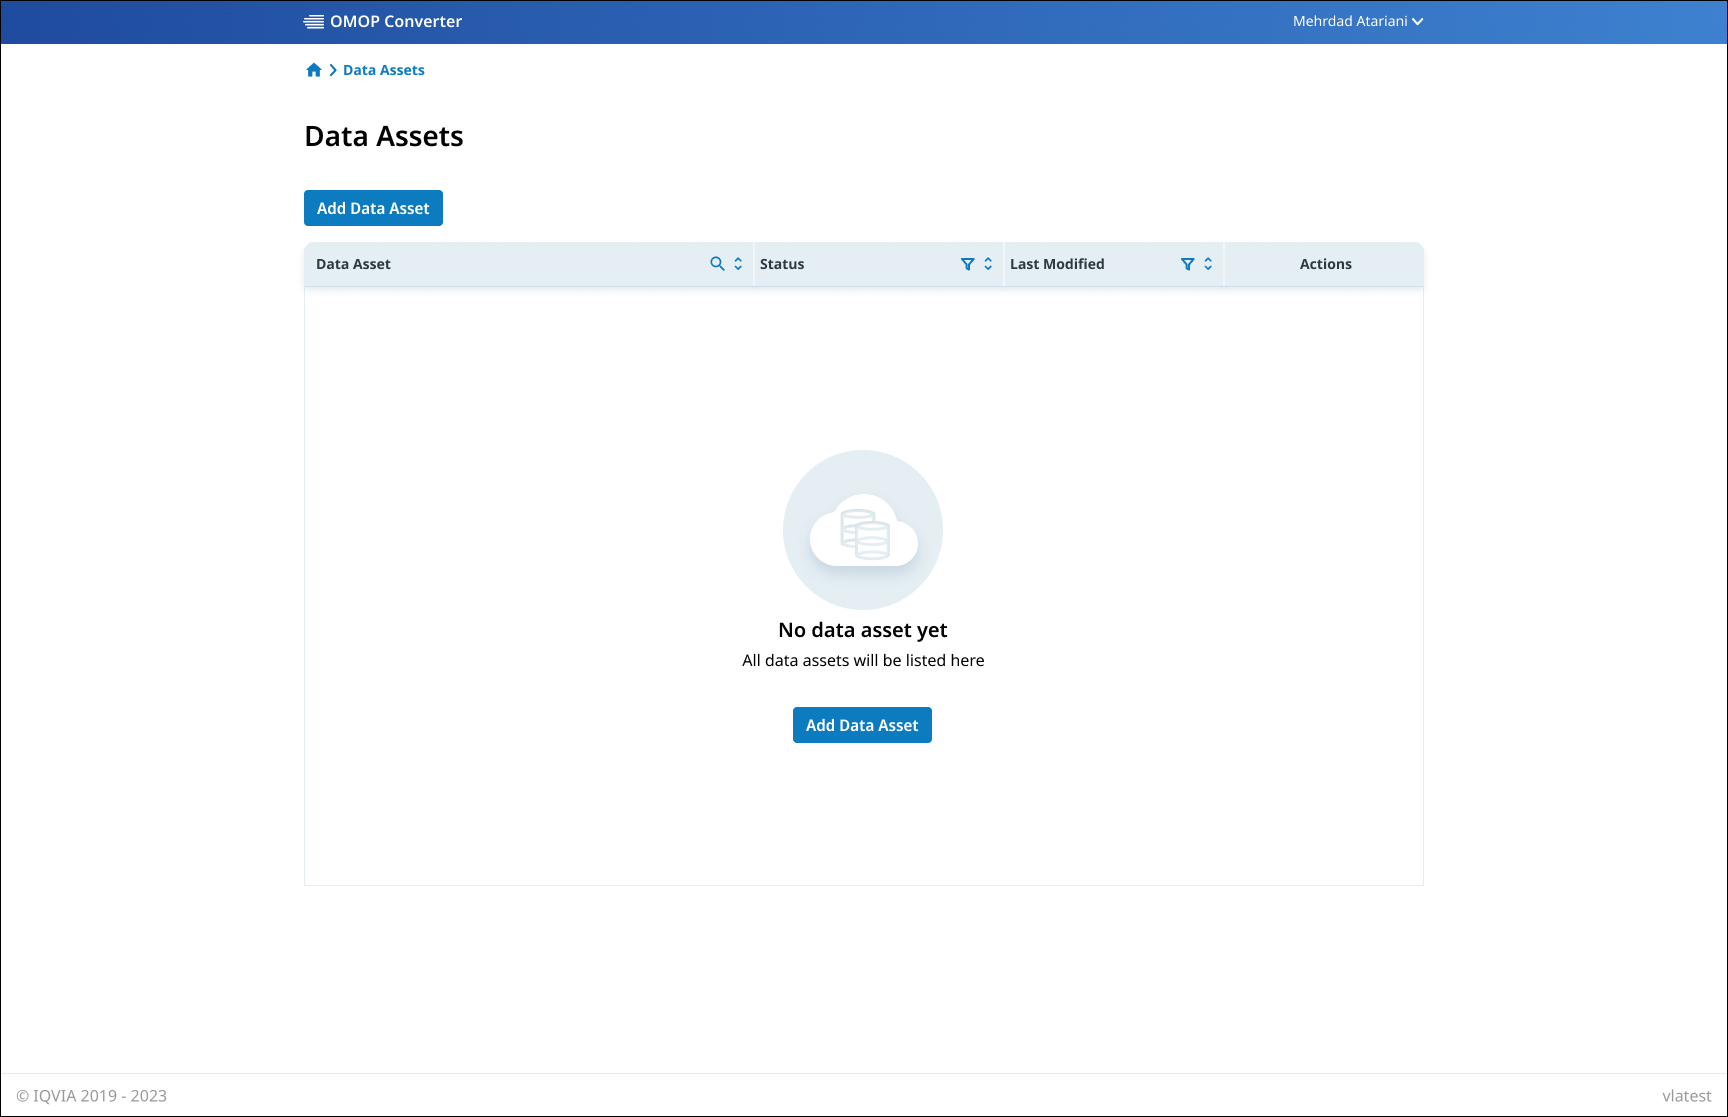 OMOP Converter
Mehrdad Atariani
Data Assets
Data Assets
Add Data Asset
Data Asset
Status
Last Modified
Actions
No data asset yet
All data assets will be listed here
Add Data Asset
© IQVIA 2019 - 2023
vlatest